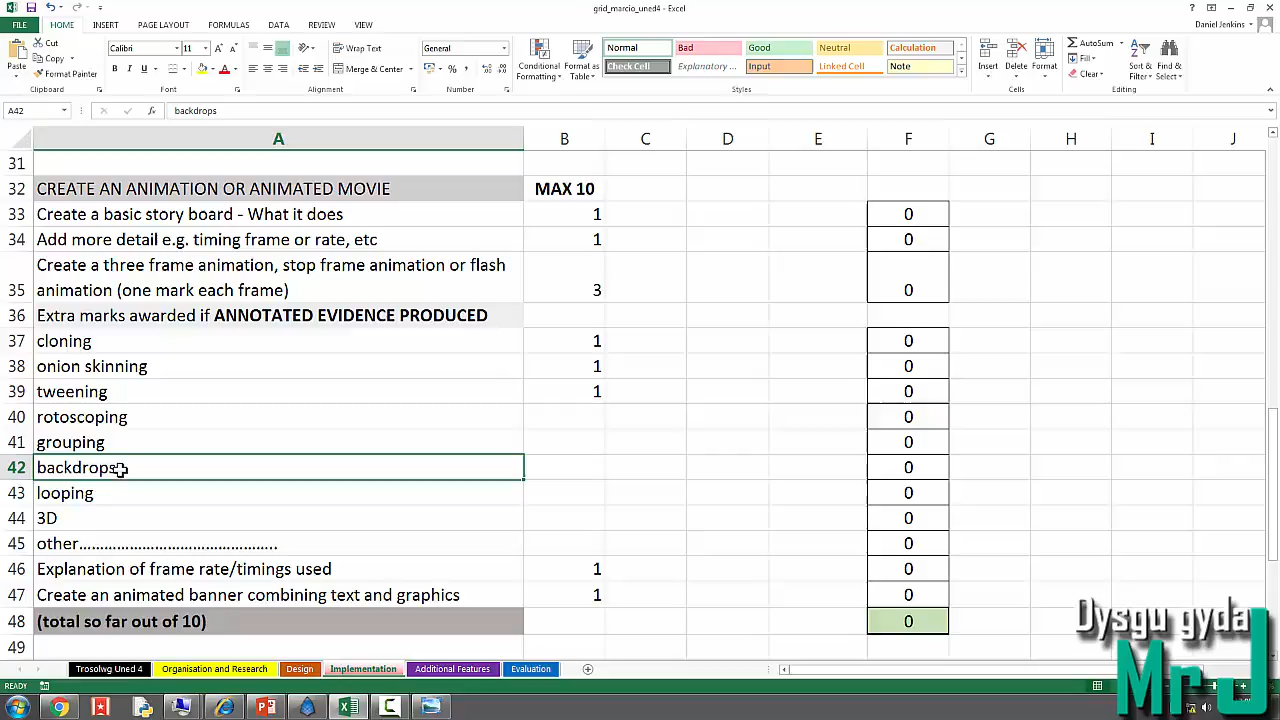 grid_marcio_uned4 - Excel
FILE HOME INSERT PAGE LAYOUT FORMULAS DATA REVIEW VIEW Daniel Jenkins
Cut Calibri 11 Wrap Text General Normal Bad Good Neutral Calculation AutoSum
Copy Fill
Paste Format Painter Merge & Center Conditional Formatting Format as Table Check Cell Explanatory ... Input Linked Cell Note Insert Delete Format Clear Sort & Filter Find & Select
Clipboard Font Alignment Number Styles Cells Editing
A42 backdrops
A B C D E F G H I J
31
32 CREATE AN ANIMATION OR ANIMATED MOVIE MAX 10
33 Create a basic story board - What it does 1 0
34 Add more detail e.g. timing frame or rate, etc 1 0
Create a three frame animation, stop frame animation or flash
35 animation (one mark each frame) 3 0
36 Extra marks awarded if ANNOTATED EVIDENCE PRODUCED
37 cloning 1 0
38 onion skinning 1 0
39 tweening 1 0
40 rotoscoping 0
41 grouping 0
42 backdrops 0
43 looping 0
44 3D 0
45 other……………………………………….. 0
46 Explanation of frame rate/timings used 1 0
47 Create an animated banner combining text and graphics 1 0
48 (total so far out of 10) 0
49
Trosolwg Uned 4 Organisation and Research Design Implementation Additional Features Evaluation
READY
Dysgu gyda
MrJ